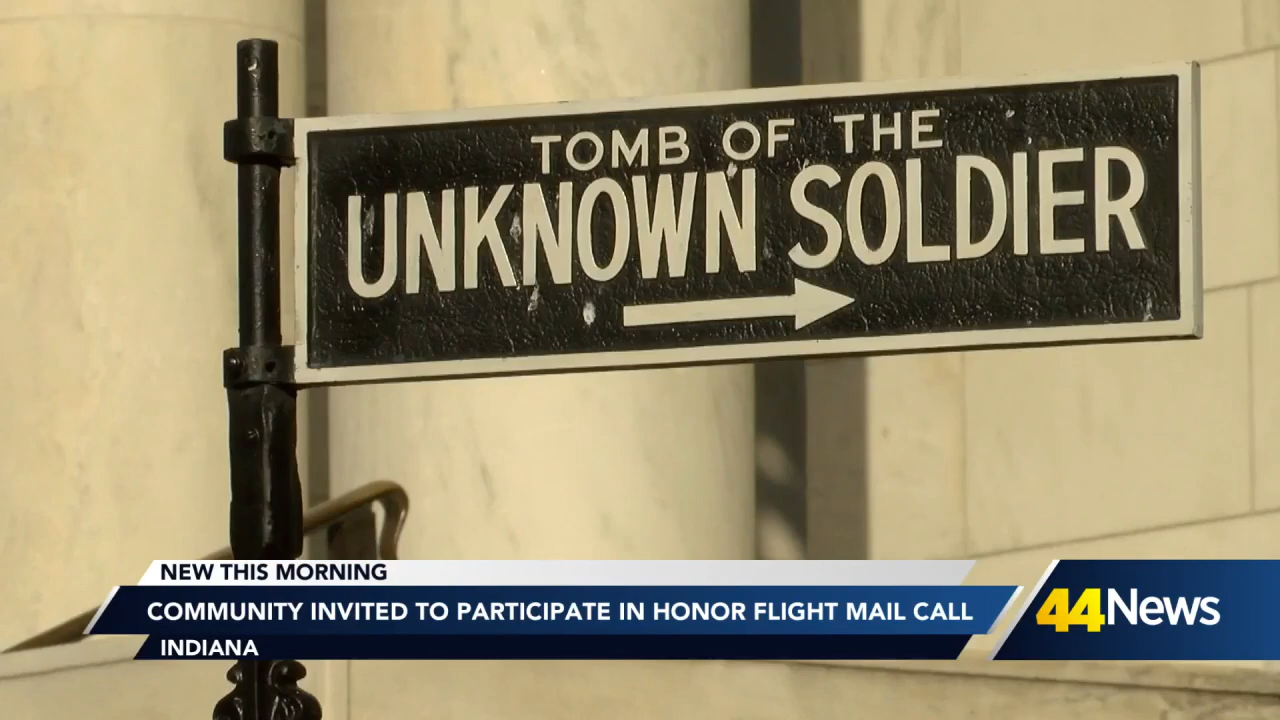 TOMB OF THE
UNKNOWN SOLDIER
NEW THIS MORNING
COMMUNITY INVITED TO PARTICIPATE IN HONOR FLIGHT MAIL CALL
INDIANA
44News